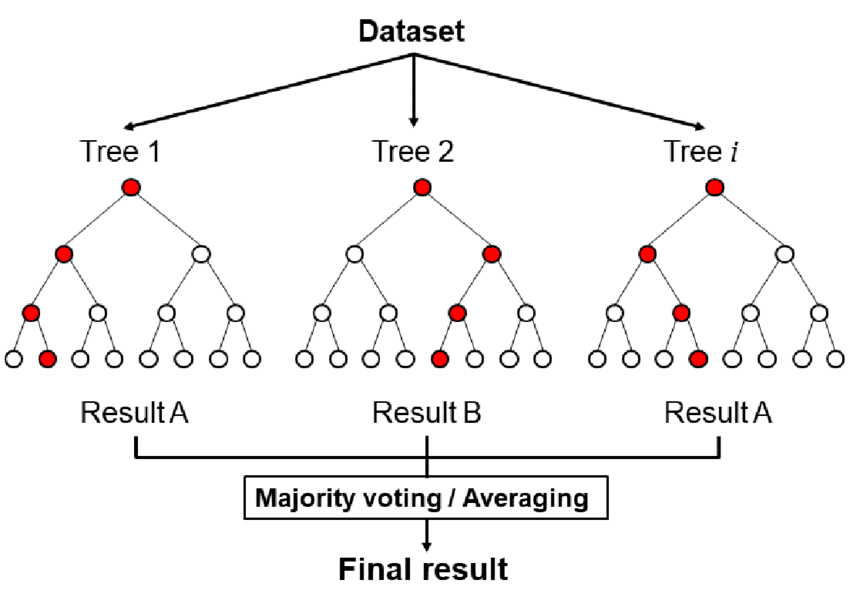 Dataset
Tree 1
Tree 2
Tree i
Result A
Result B
Result A
Majority voting / Averaging
Final result